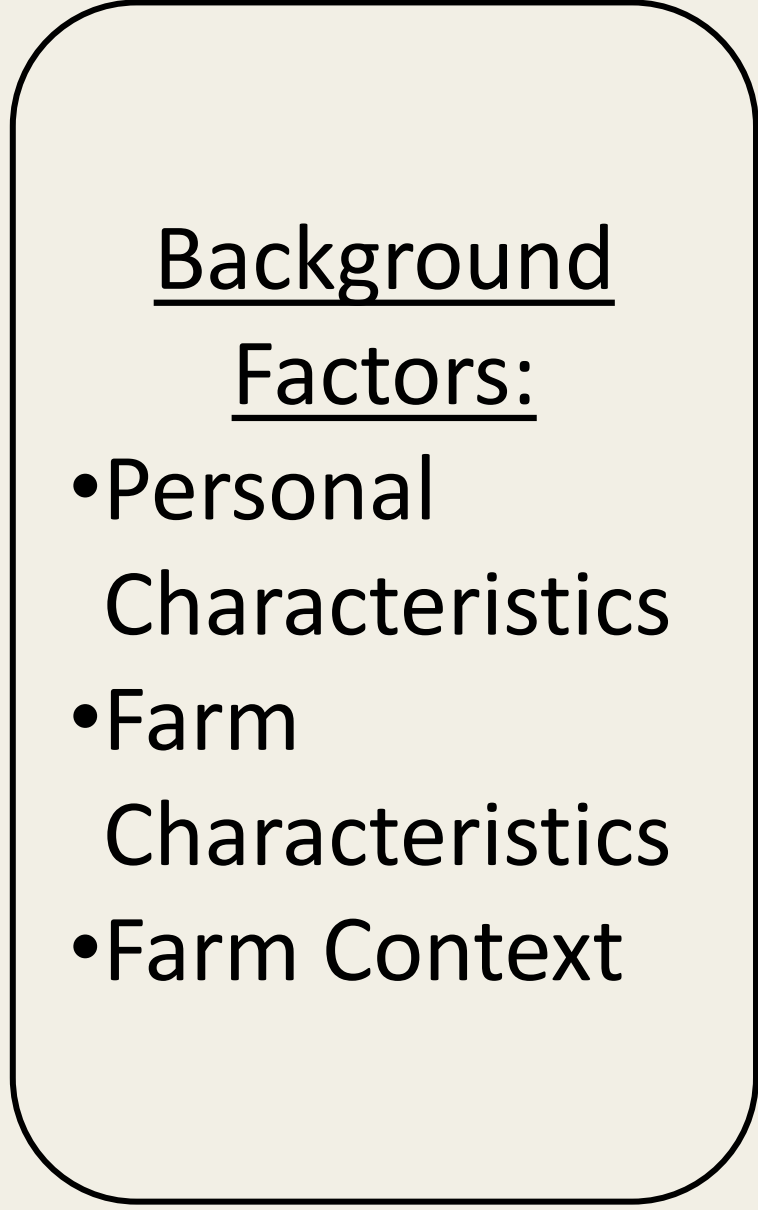 Background
Factors:
•Personal
Characteristics
•Farm
Characteristics
•Farm Context